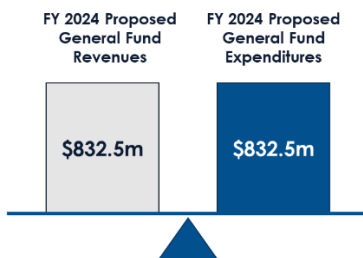 FY 2024 Proposed
General Fund
Revenues
$832.5m
FY 2024 Proposed
General Fund
Expenditures
$832.5m